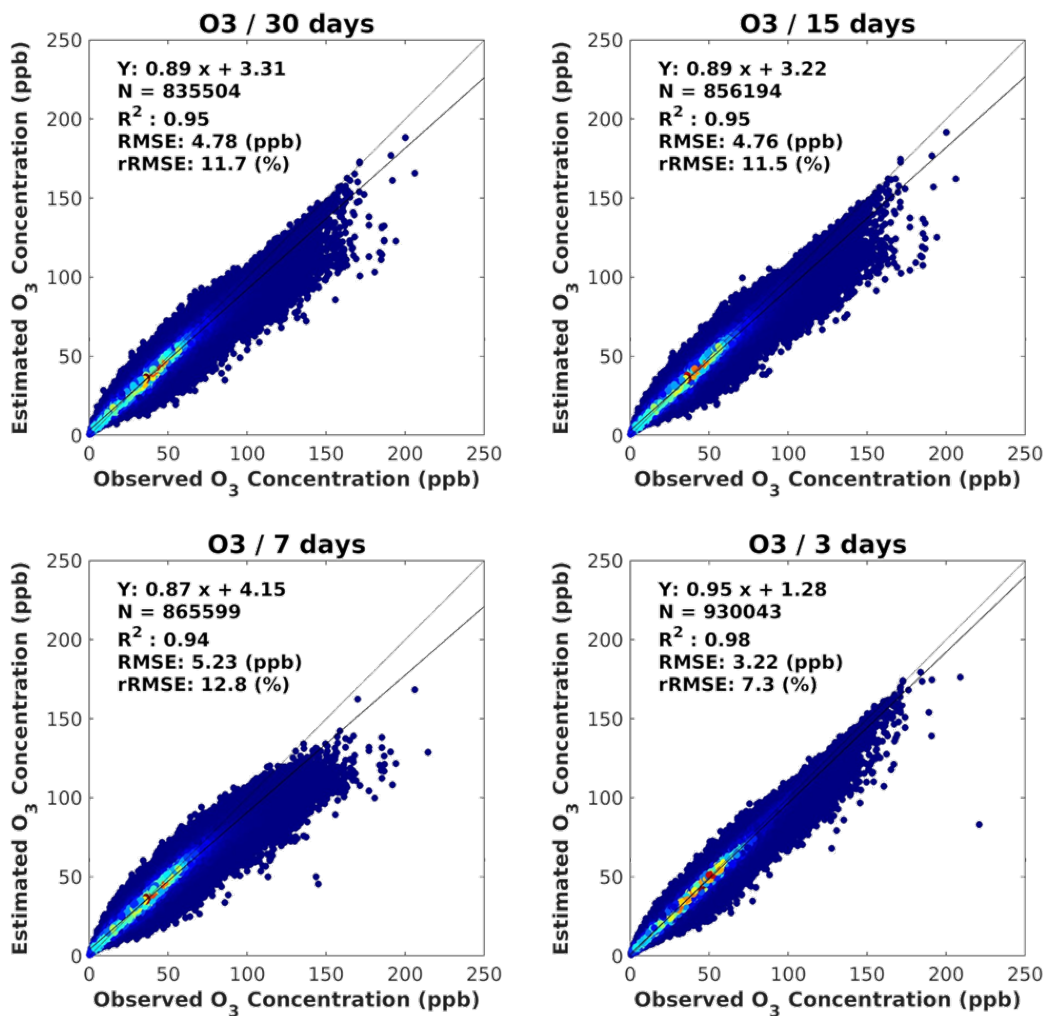 O3 / 30 days
Y: 0.89 x + 3.31
N = 835504
R² : 0.95
RMSE: 4.78 (ppb)
rRMSE: 11.7 (%)
250
200
150
100
50
0
Estimated O₃ Concentration (ppb)
0 50 100 150 200 250
Observed O₃ Concentration (ppb)
O3 / 15 days
Y: 0.89 x + 3.22
N = 856194
R² : 0.95
RMSE: 4.76 (ppb)
rRMSE: 11.5 (%)
250
200
150
100
50
0
Estimated O₃ Concentration (ppb)
0 50 100 150 200 250
Observed O₃ Concentration (ppb)
O3 / 7 days
Y: 0.87 x + 4.15
N = 865599
R² : 0.94
RMSE: 5.23 (ppb)
rRMSE: 12.8 (%)
250
200
150
100
50
0
Estimated O₃ Concentration (ppb)
0 50 100 150 200 250
Observed O₃ Concentration (ppb)
O3 / 3 days
Y: 0.95 x + 1.28
N = 930043
R² : 0.98
RMSE: 3.22 (ppb)
rRMSE: 7.3 (%)
250
200
150
100
50
0
Estimated O₃ Concentration (ppb)
0 50 100 150 200 250
Observed O₃ Concentration (ppb)